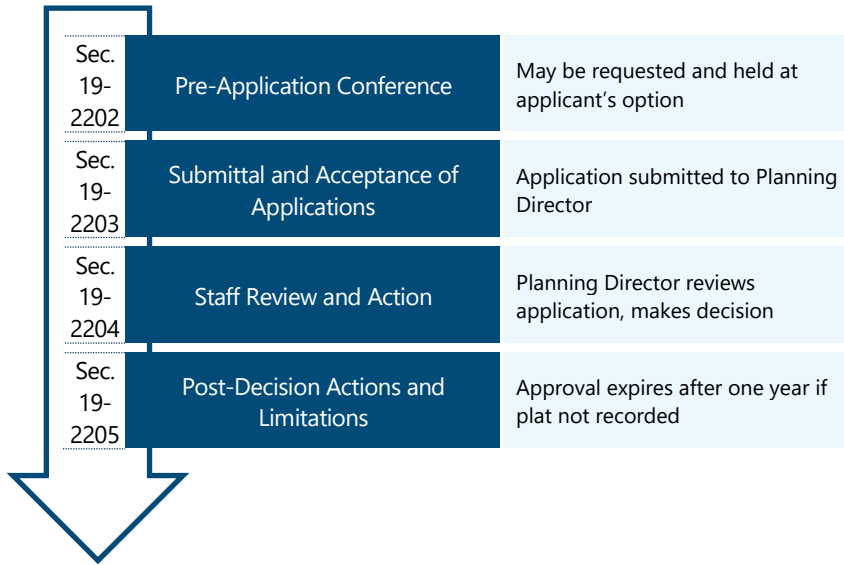 Sec.
19-
2202
Pre-Application Conference
May be requested and held at
applicant’s option
Sec.
19-
2203
Submittal and Acceptance of
Applications
Application submitted to Planning
Director
Sec.
19-
2204
Staff Review and Action
Planning Director reviews
application, makes decision
Sec.
19-
2205
Post-Decision Actions and
Limitations
Approval expires after one year if
plat not recorded